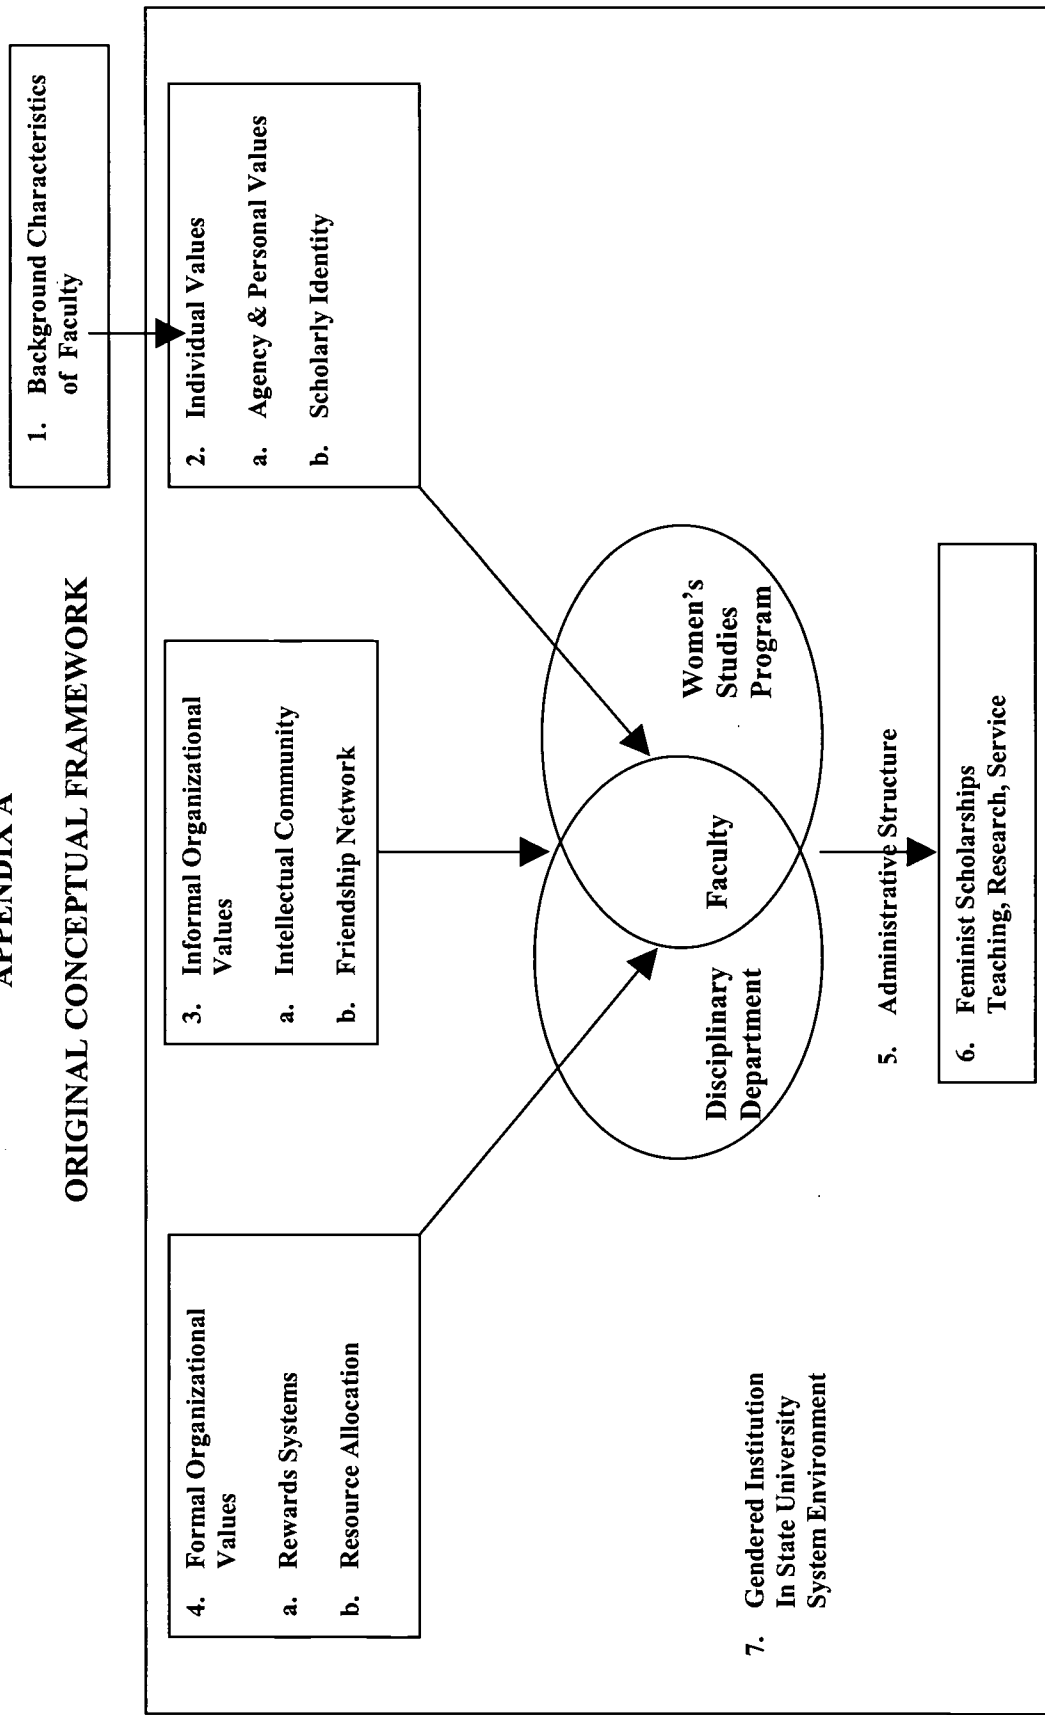 APPENDIX A
ORIGINAL CONCEPTUAL FRAMEWORK
4. Formal Organizational
Values
a. Rewards Systems
b. Resource Allocation
3. Informal Organizational
Values
a. Intellectual Community
b. Friendship Network
1. Background Characteristics
of Faculty
2. Individual Values
a. Agency & Personal Values
b. Scholarly Identity
Disciplinary
Department
Faculty
Women's
Studies
Program
7. Gendered Institution
In State University
System Environment
5. Administrative Structure
6. Feminist Scholarships
Teaching, Research, Service